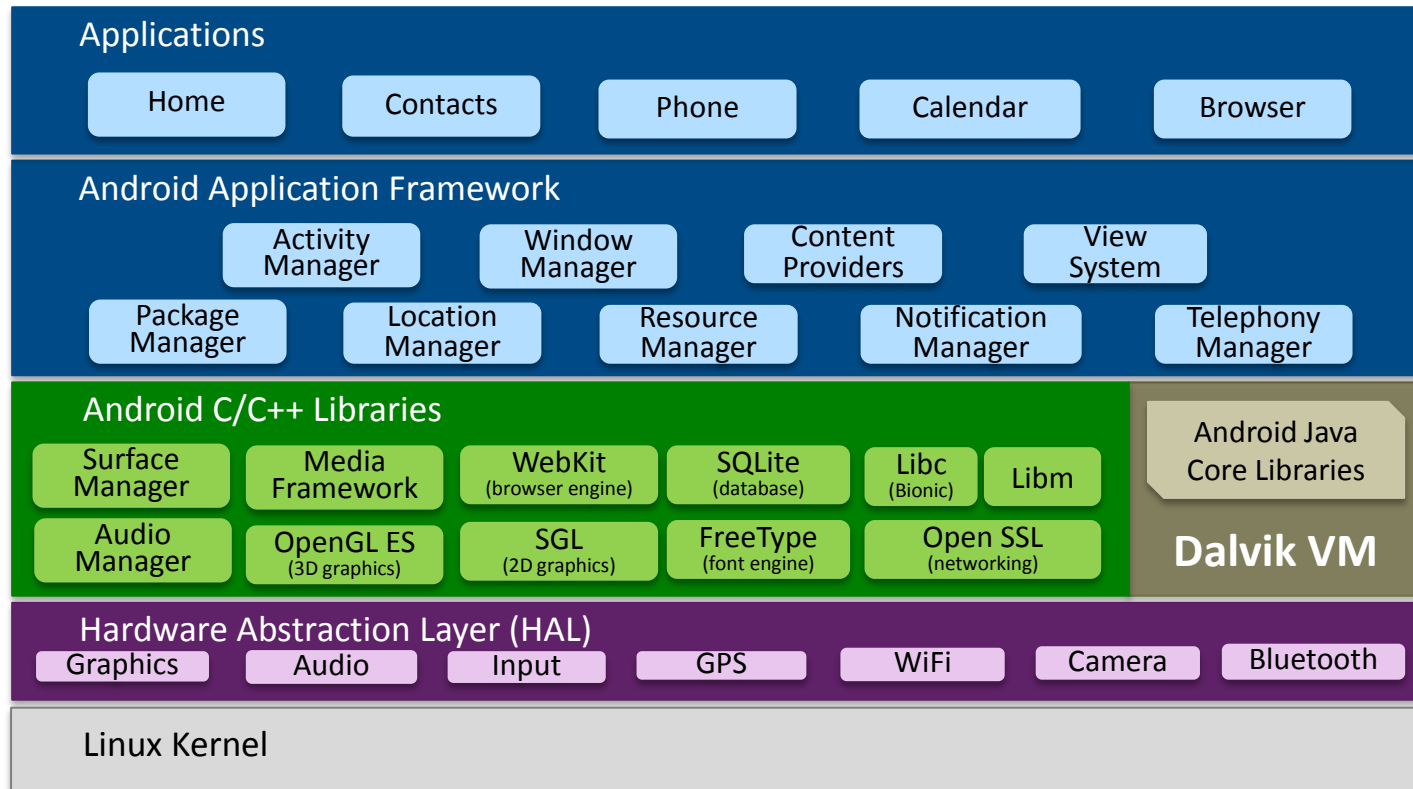 Applications
Home
Contacts
Phone
Calendar
Browser
Android Application Framework
Activity
Manager
Window
Manager
Content
Providers
View
System
Package
Manager
Location
Manager
Resource
Manager
Notification
Manager
Telephony
Manager
Android C/C++ Libraries
Surface
Manager
Media
Framework
WebKit
(browser engine)
SQLite
(database)
Libc
(Bionic)
Libm
Audio
Manager
OpenGL ES
(3D graphics)
SGL
(2D graphics)
FreeType
(font engine)
Open SSL
(networking)
Android Java
Core Libraries
Dalvik VM
Hardware Abstraction Layer (HAL)
Graphics
Audio
Input
GPS
WiFi
Camera
Bluetooth
Linux Kernel